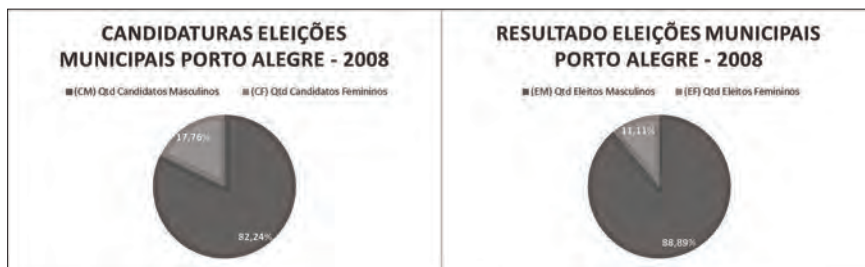 CANDIDATURAS ELEIÇÕES
MUNICIPAIS PORTO ALEGRE - 2008
(CM) Qtd Candidatos Masculinos (CF) Qtd Candidatos Femininos
17,76%
82,24%
RESULTADO ELEIÇÕES MUNICIPAIS
PORTO ALEGRE - 2008
(EM) Qtd Eleitos Masculinos (EF) Qtd Eleitos Femininos
11,11%
88,89%